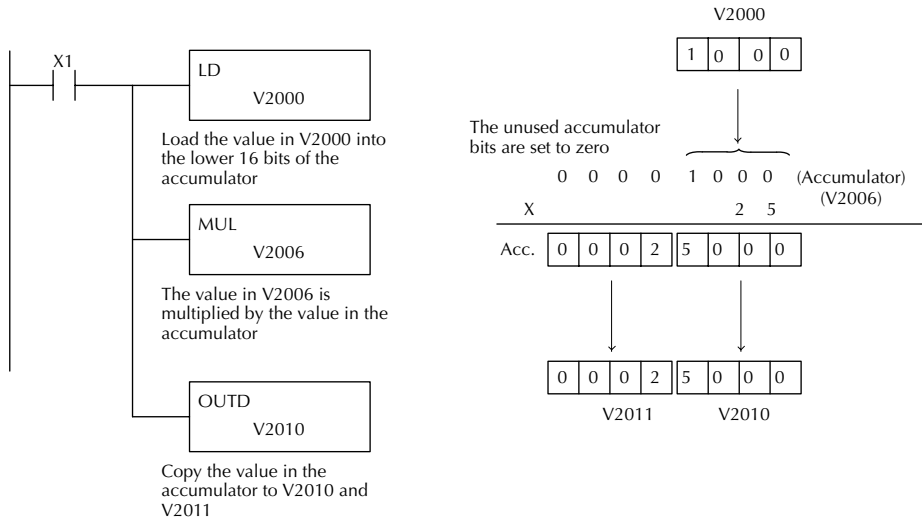 X1
LD
V2000
Load the value in V2000 into
the lower 16 bits of the
accumulator
MUL
V2006
The value in V2006 is
multiplied by the value in the
accumulator
OUTD
V2010
Copy the value in the
accumulator to V2010 and
V2011
V2000
1 0 0 0
The unused accumulator
bits are set to zero
0 0 0 0 1 0 0 0 (Accumulator)
X 2 5 (V2006)
Acc. 0 0 0 2 5 0 0 0
0 0 0 2 5 0 0 0
V2011 V2010